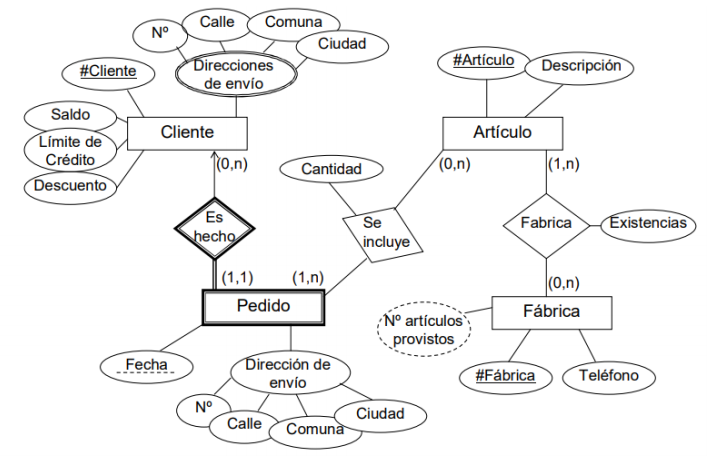 Nº
Calle
Comuna
Ciudad
Direcciones
de envío
#Cliente
Saldo
Límite de
Crédito
Descuento
Cliente
(0,n)
#Artículo
Descripción
Artículo
(0,n)
(1,n)
Cantidad
Es
hecho
Se
incluye
Fabrica
Existencias
(1,1)
(1,n)
(0,n)
Pedido
Fábrica
Nº artículos
provistos
Fecha
Dirección de
envío
Nº
Calle
Comuna
Ciudad
#Fábrica
Teléfono